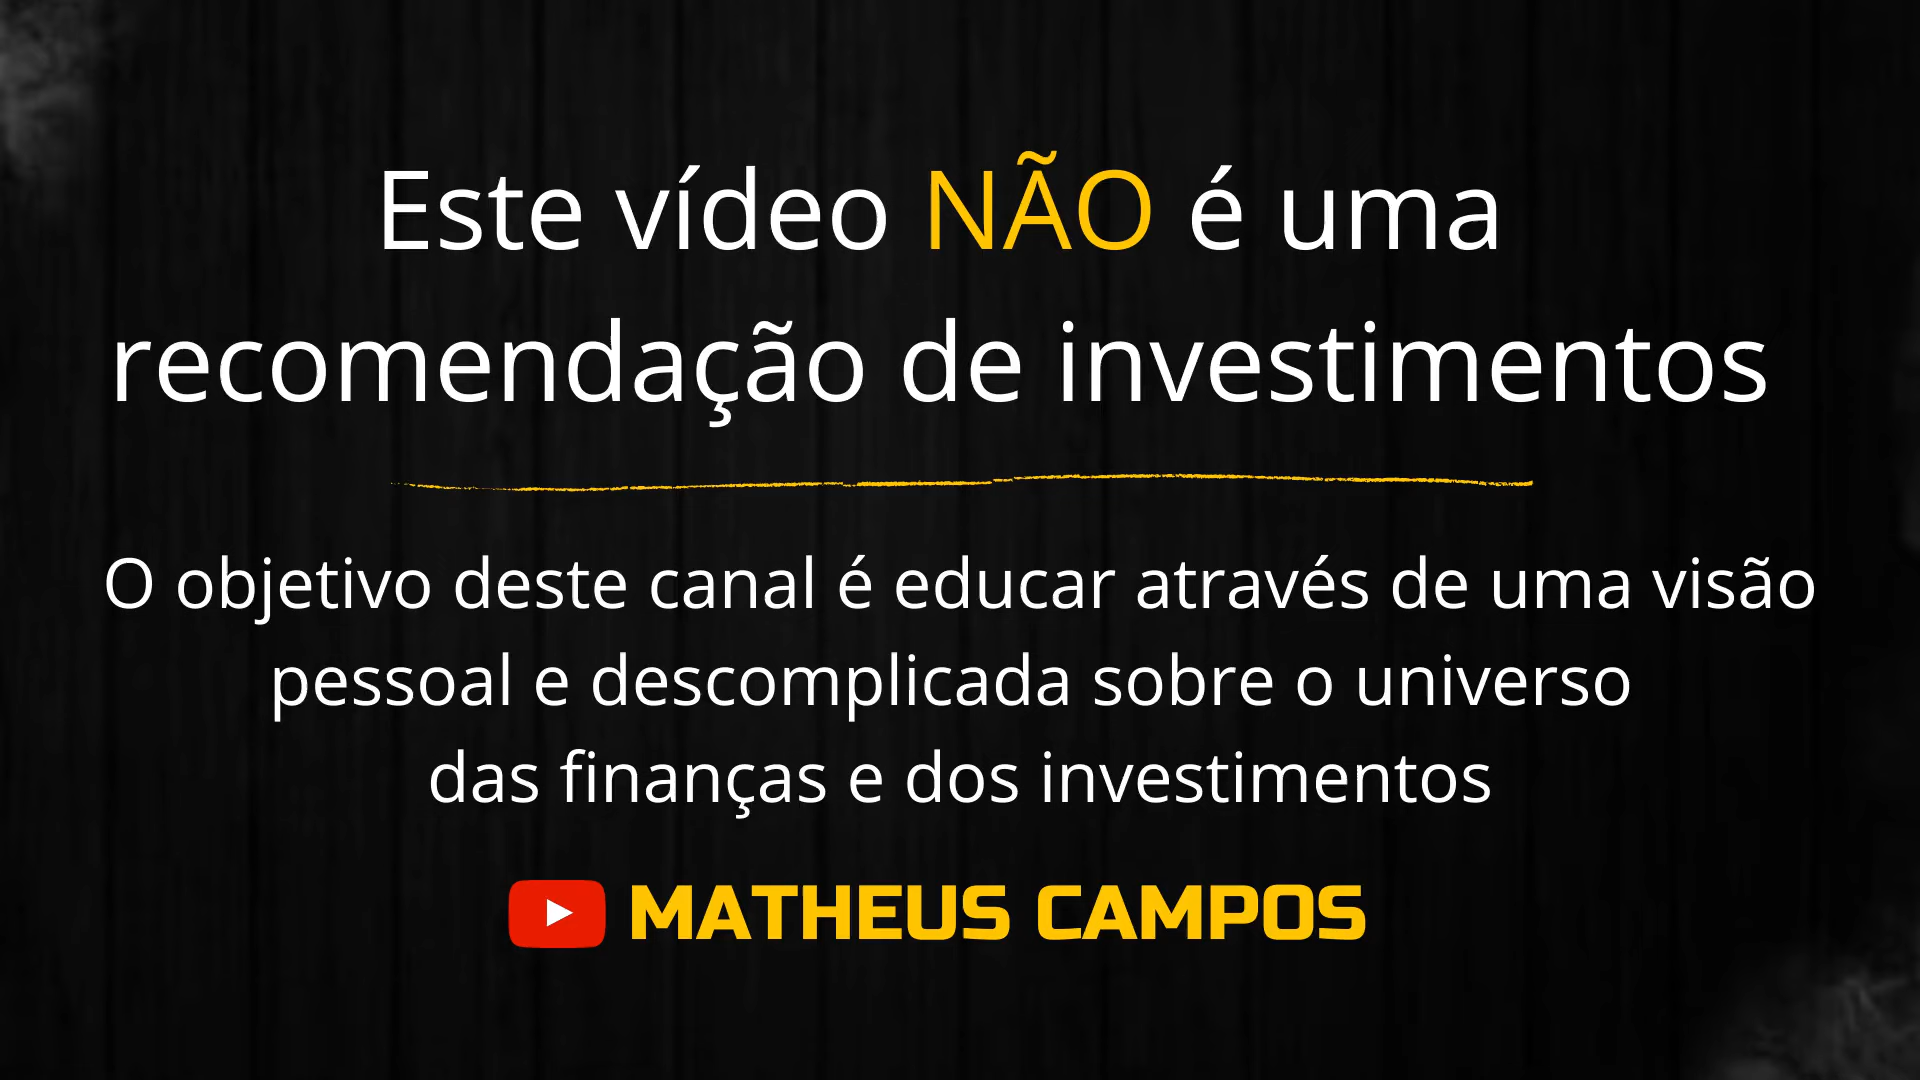 Este vídeo NÃO é uma
recomendação de investimentos
O objetivo deste canal é educar através de uma visão
pessoal e descomplicada sobre o universo
das finanças e dos investimentos
MATHEUS CAMPOS